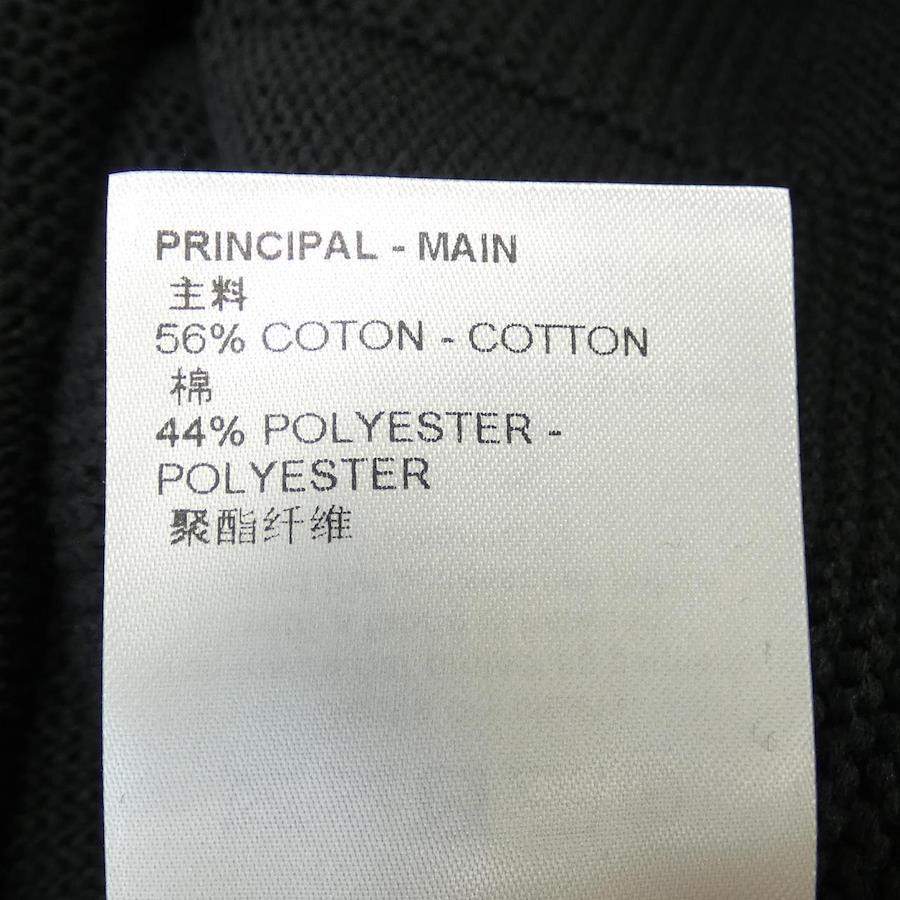 PRINCIPAL - MAIN
主料
56% COTON - COTTON
棉
44% POLYESTER -
POLYESTER
聚酯纤维